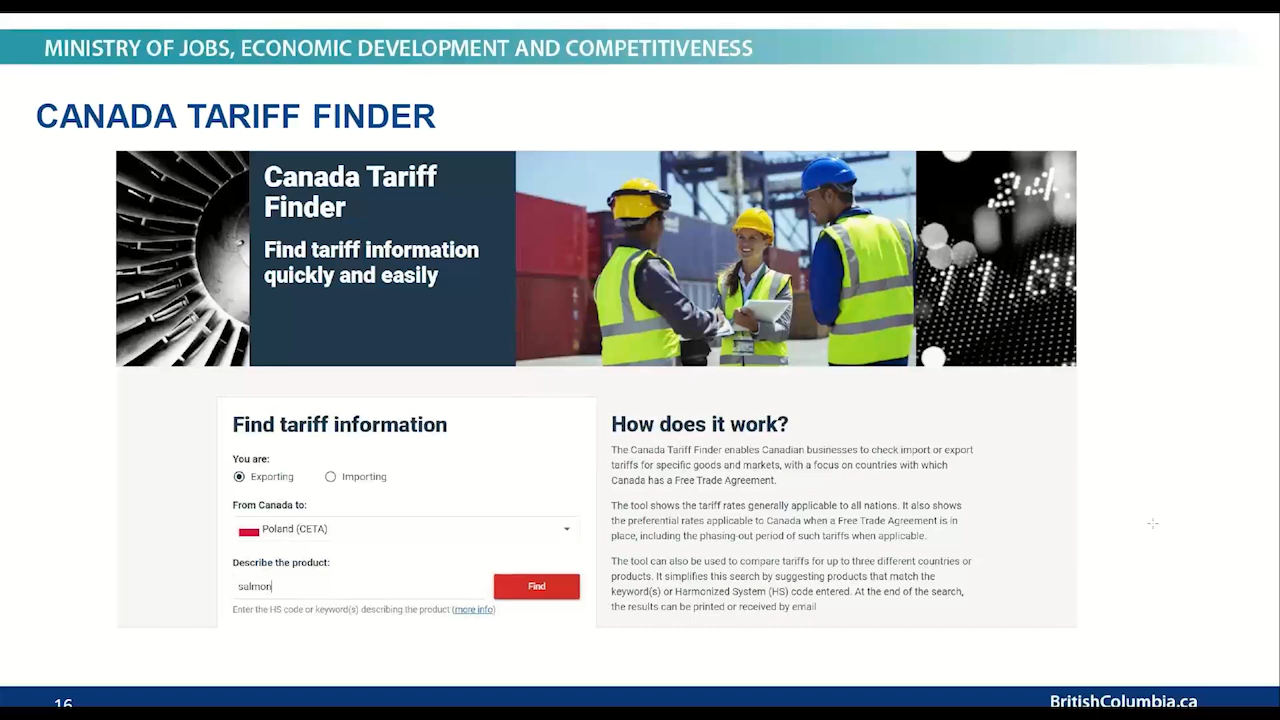 MINISTRY OF JOBS, ECONOMIC DEVELOPMENT AND COMPETITIVENESS
CANADA TARIFF FINDER
Canada Tariff
Finder
Find tariff information
quickly and easily
24
Find tariff information
You are:
Exporting
Importing
From Canada to:
Poland (CETA)
Describe the product:
salmon
Find
Enter the HS code or keyword(s) describing the product (more info)
How does it work?
The Canada Tariff Finder enables Canadian businesses to check import or export
tariffs for specific goods and markets, with a focus on countries with which
Canada has a Free Trade Agreement.
The tool shows the tariff rates generally applicable to all nations. It also shows
the preferential rates applicable to Canada when a Free Trade Agreement is in
place, including the phasing-out period of such tariffs when applicable.
The tool can also be used to compare tariffs for up to three different countries or
products. It simplifies this search by suggesting products that match the
keyword(s) or Harmonized System (HS) code entered. At the end of the search,
the results can be printed or received by email
16
BritishColumbia.ca